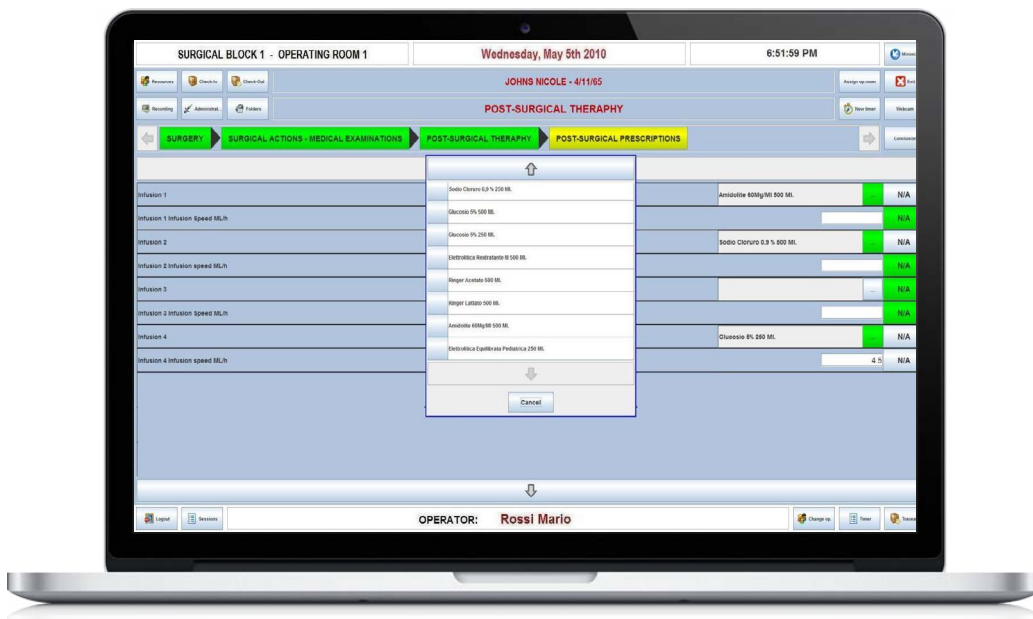 SURGICAL BLOCK 1 - OPERATING ROOM 1
Wednesday, May 5th 2010
6:51:59 PM
Resources
Check-In
Check-Out
JOHNS NICOLE - 4/11/65
Assign op.room
Exit
Recording
Administrat..
Folders
POST-SURGICAL THERAPHY
New timer
Webcam
SURGERY
SURGICAL ACTIONS - MEDICAL EXAMINATIONS
POST-SURGICAL THERAPHY
POST-SURGICAL PRESCRIPTIONS
Infusion 1
Amidolite 60Mg/Ml 500 Ml.
...
N/A
Infusion 1 Infusion Speed ML/h
N/A
Infusion 2
Sodio Cloruro 0.9 % 500 Ml.
...
N/A
Infusion 2 Infusion speed ML/h
N/A
Infusion 3
...
N/A
Infusion 3 Infusion Speed ML/h
N/A
Infusion 4
Glucosio 5% 250 Ml.
...
N/A
Infusion 4 Infusion speed ML/h
4.5
N/A
Sodio Cloruro 0,9 % 250 Ml.
Glucosio 5% 500 Ml.
Glucosio 5% 250 Ml.
Elettrolitica Reidratante III 500 Ml.
Ringer Acetato 500 Ml.
Ringer Lattato 500 Ml.
Amidolite 60Mg/Ml 500 Ml.
Elettrolitica Equilibrata Pediatrica 250 Ml.
Cancel
Logout
Sessions
OPERATOR: Rossi Mario
Change op.
Timer